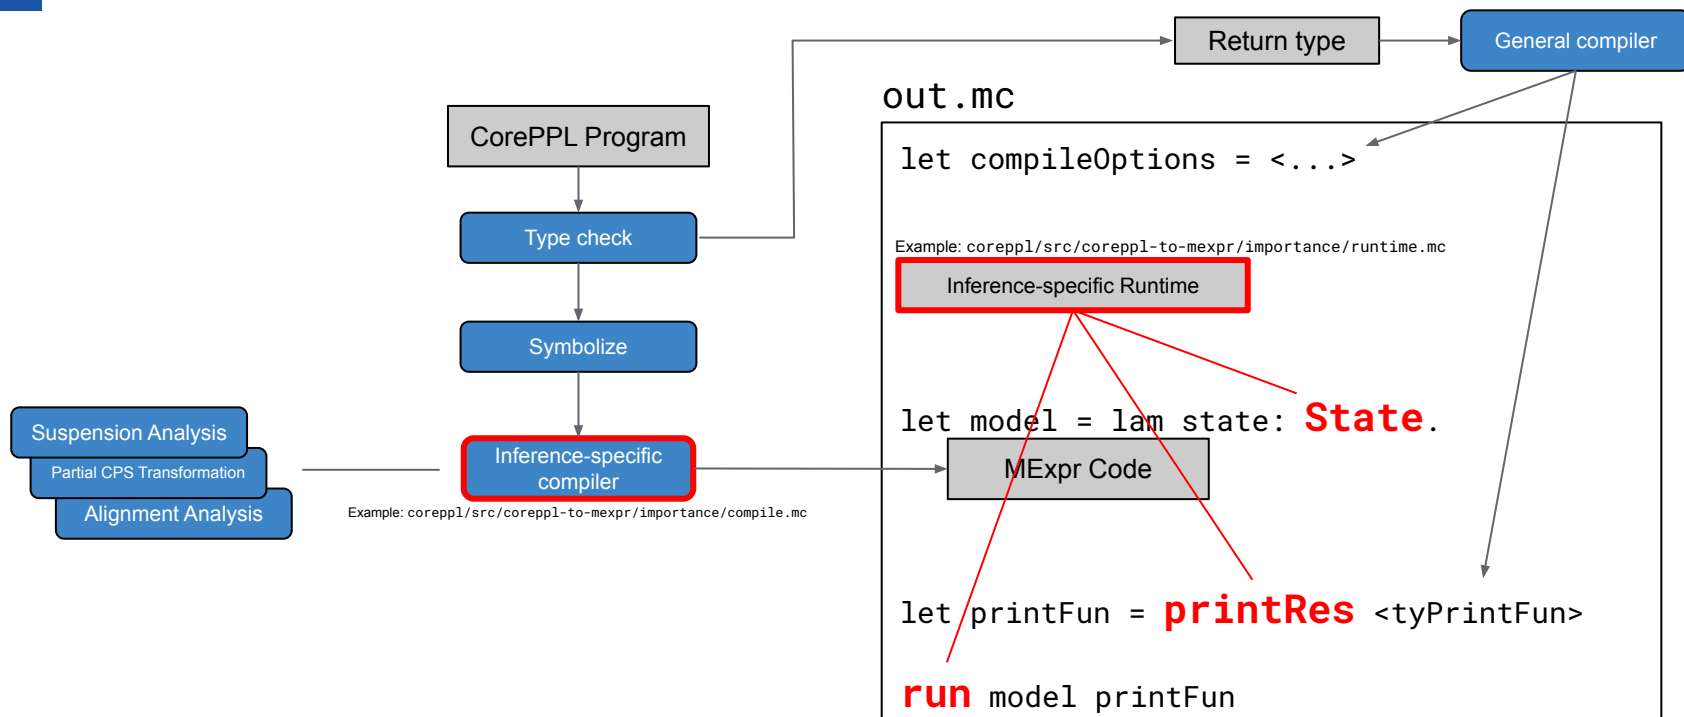 Return type
General compiler
out.mc
CorePPL Program
let compileOptions = <...>
Type check
Example: coreppl/src/coreppl-to-mexpr/importance/runtime.mc
Inference-specific Runtime
Symbolize
let model = lam state: State.
Suspension Analysis
Partial CPS Transformation
Alignment Analysis
Inference-specific
compiler
MExpr Code
Example: coreppl/src/coreppl-to-mexpr/importance/compile.mc
let printFun = printRes <tyPrintFun>
run model printFun